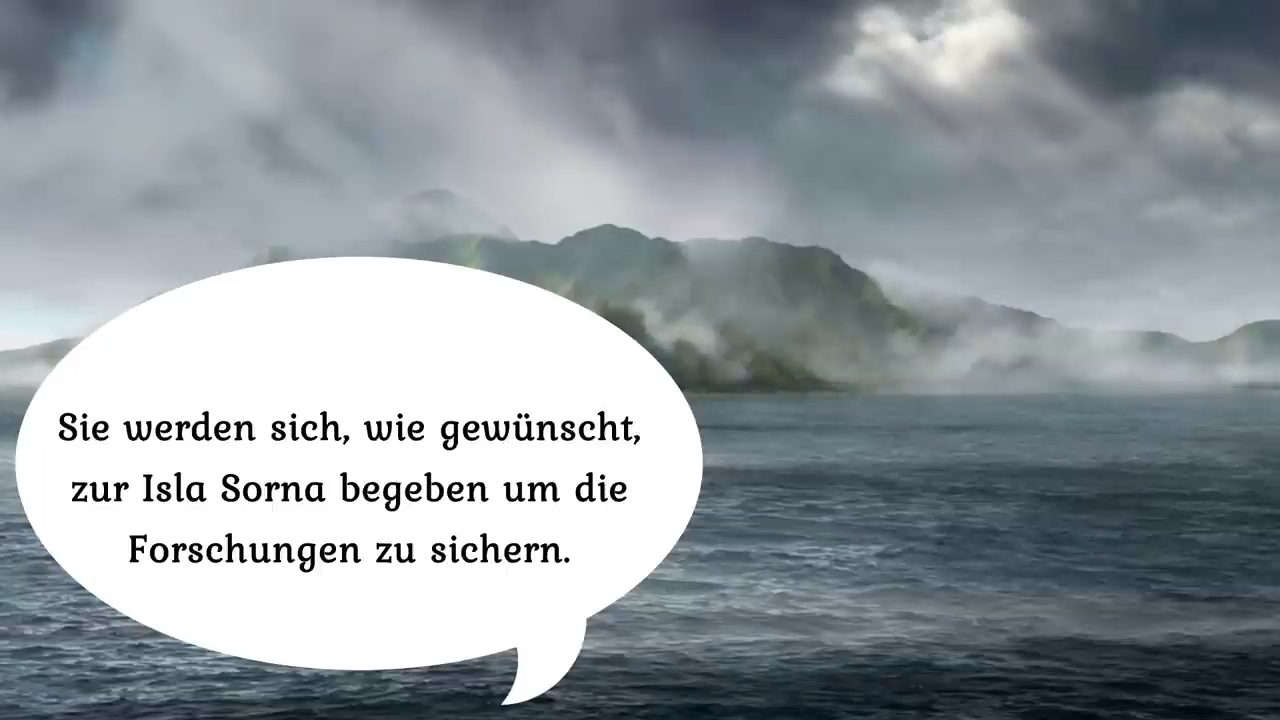 Sie werden sich, wie gewünscht,
zur Isla Sorna begeben um die
Forschungen zu sichern.